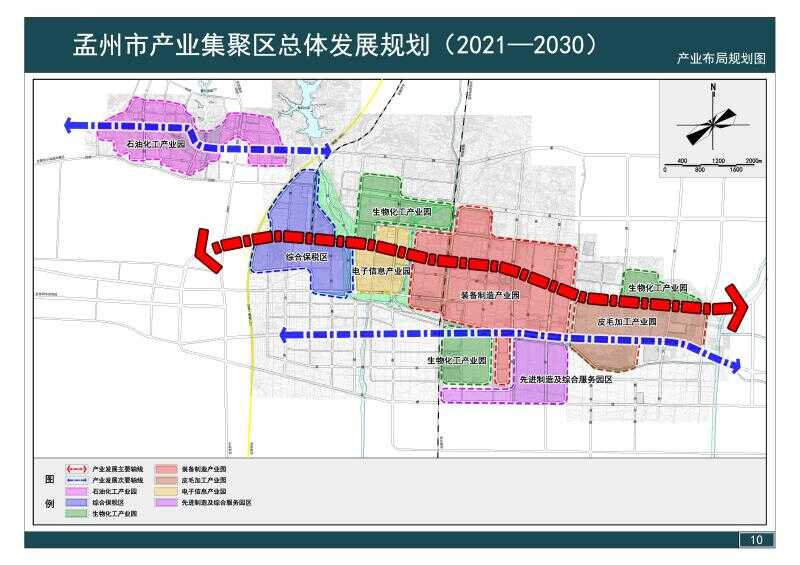 孟州市产业集聚区总体发展规划（2021—2030）
产业布局规划图
N
400 1200 2000m
0 800 1600
石油化工产业园
生物化工产业园
综合保税区
电子信息产业园
装备制造产业园
生物化工产业园
皮毛加工产业园
生物化工产业园
先进制造及综合服务园区
图例
产业发展主要轴线
产业发展次要轴线
石油化工产业园
综合保税区
生物化工产业园
装备制造产业园
皮毛加工产业园
电子信息产业园
先进制造及综合服务园区
10